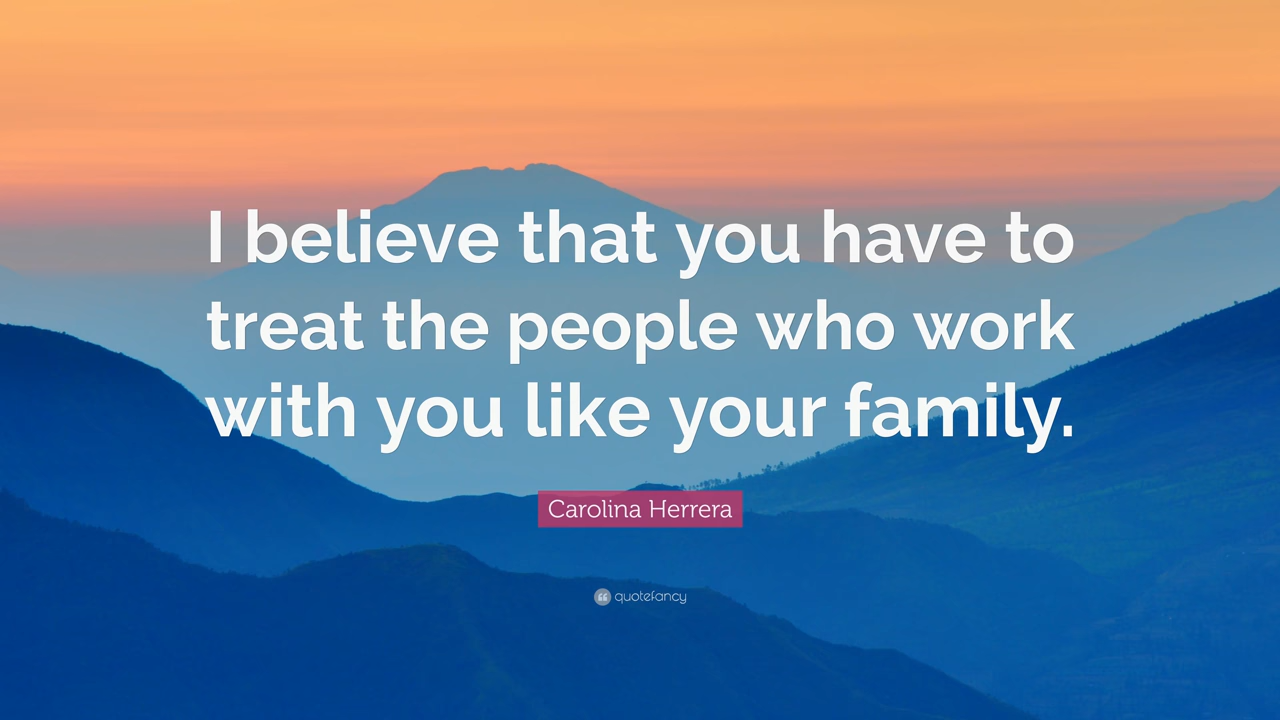 I believe that you have to
treat the people who work
with you like your family.
Carolina Herrera
quotefancy